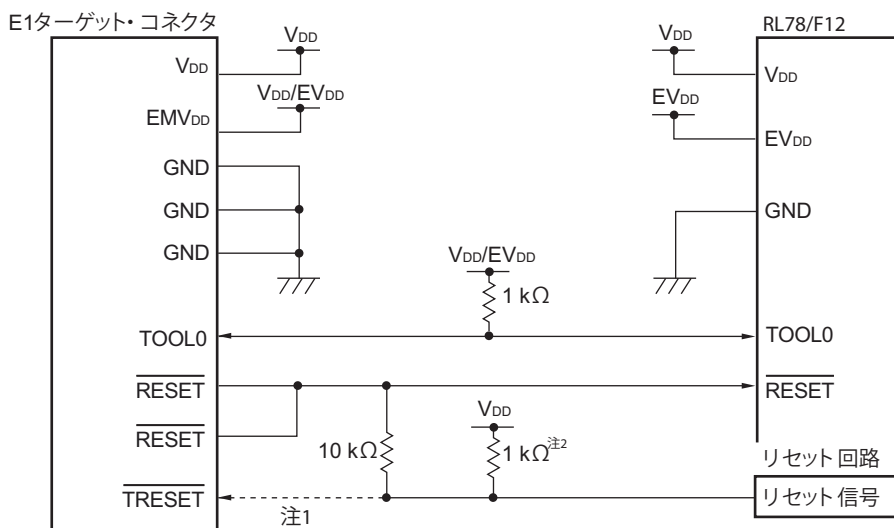 E1ターゲット・コネクタ
RL78/F12
VDD
VDD
VDD
VDD
VDD/EVDD
EVDD
EMVDD
EVDD
GND
GND
GND
GND
VDD/EVDD
1 kΩ
TOOL0
TOOL0
RESET
RESET
VDD
RESET
10 kΩ
1 kΩ注2
リセット回路
TRESET
リセット信号
注1